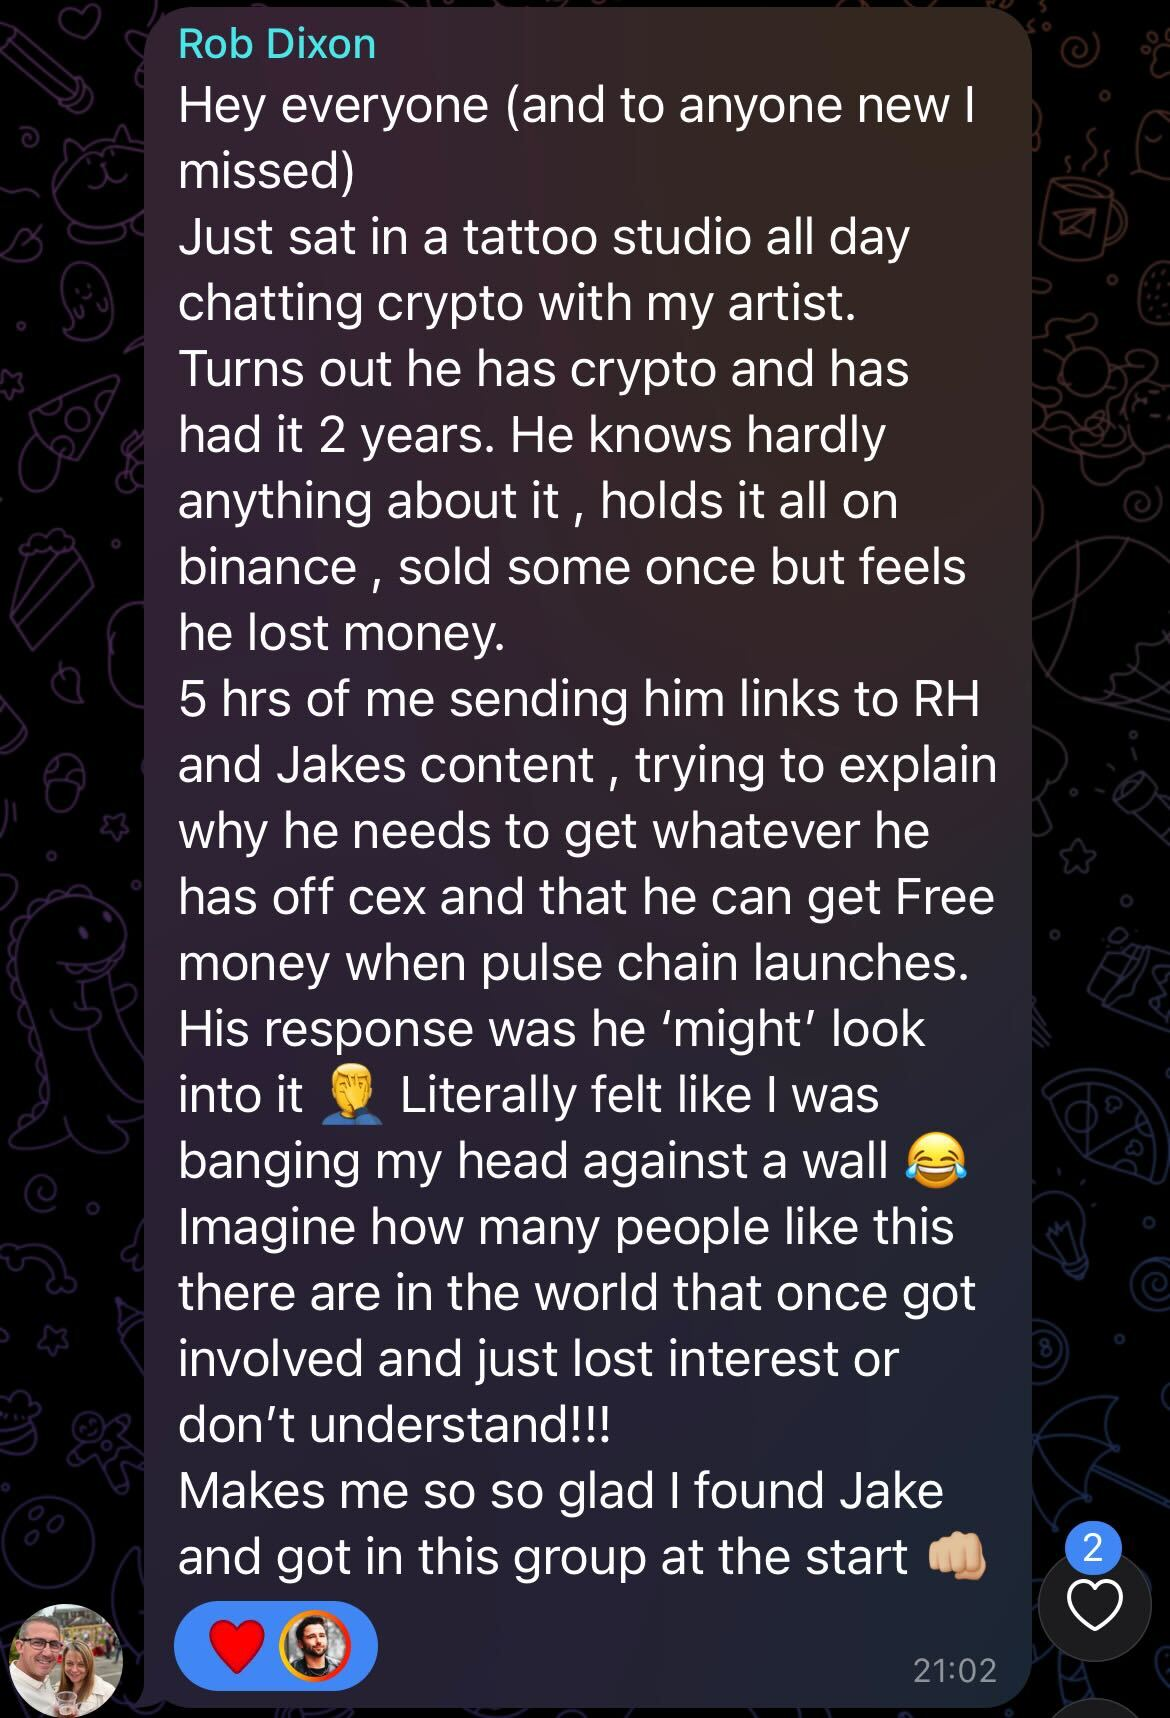 Rob Dixon
Hey everyone (and to anyone new I
missed)
Just sat in a tattoo studio all day
chatting crypto with my artist.
Turns out he has crypto and has
had it 2 years. He knows hardly
anything about it , holds it all on
binance , sold some once but feels
he lost money.
5 hrs of me sending him links to RH
and Jakes content , trying to explain
why he needs to get whatever he
has off cex and that he can get Free
money when pulse chain launches.
His response was he ‘might’ look
into it 🤦‍♂️ Literally felt like I was
banging my head against a wall 😂
Imagine how many people like this
there are in the world that once got
involved and just lost interest or
don’t understand!!!
Makes me so so glad I found Jake
and got in this group at the start 👊🏼
2
21:02